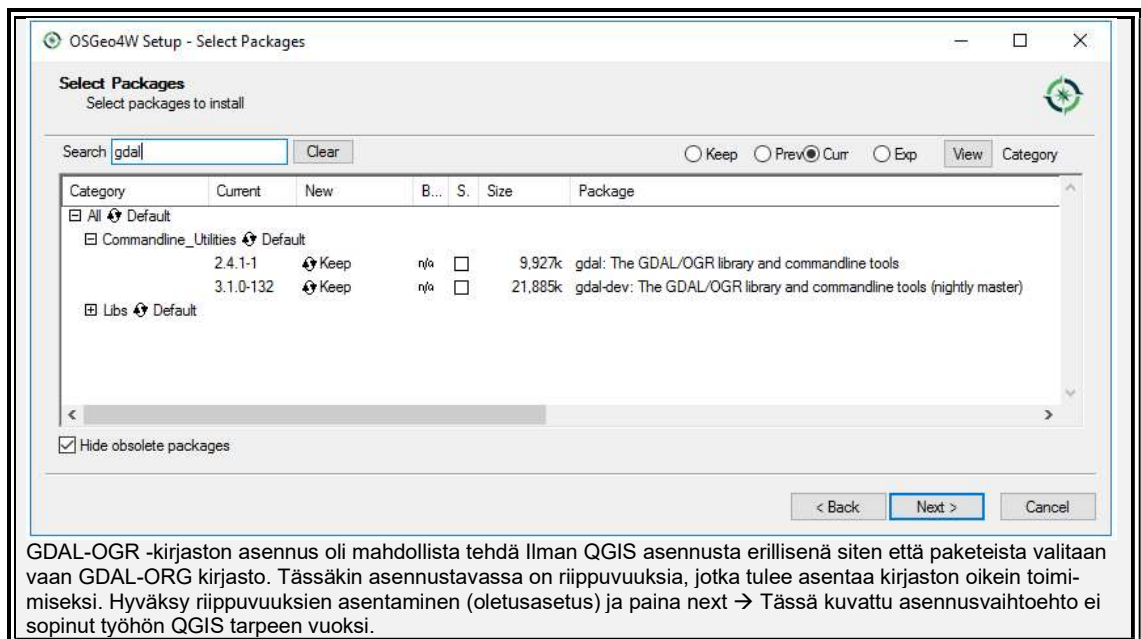 OSGeo4W Setup - Select Packages
Select Packages
Select packages to install
Search gdal Clear Keep Prev Curr Exp View Category
Category Current New B... S. Size Package
All Default
Commandline_Utilities Default
2.4.1-1 Keep n/a 9,927k gdal: The GDAL/OGR library and commandline tools
3.1.0-132 Keep n/a 21,885k gdal-dev: The GDAL/OGR library and commandline tools (nightly master)
Libs Default
Hide obsolete packages
< Back Next > Cancel
GDAL-OGR -kirjaston asennus oli mahdollista tehdä Ilman QGIS asennusta erillisenä siten että paketeista valitaan
vaan GDAL-ORG kirjasto. Tässäkin asennustavassa on riippuvuuksia, jotka tulee asentaa kirjaston oikein toimi-
miseksi. Hyväksy riippuvuuksien asentaminen (oletusasetus) ja paina next → Tässä kuvattu asennusvaihtoehto ei
sopinut työhön QGIS tarpeen vuoksi.